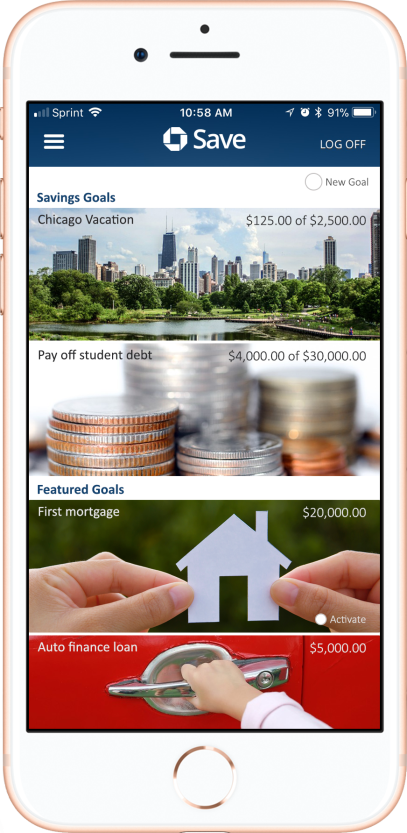 Sprint 10:58 AM 91%
Save LOG OFF
New Goal
Savings Goals
Chicago Vacation $125.00 of $2,500.00
Pay off student debt $4,000.00 of $30,000.00
Featured Goals
First mortgage $20,000.00
Activate
Auto finance loan $5,000.00